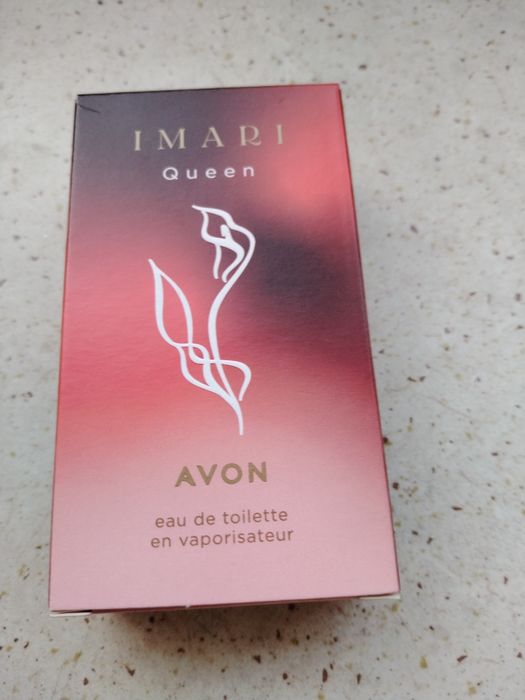 IMARI
Queen
AVON
eau de toilette
en vaporisateur